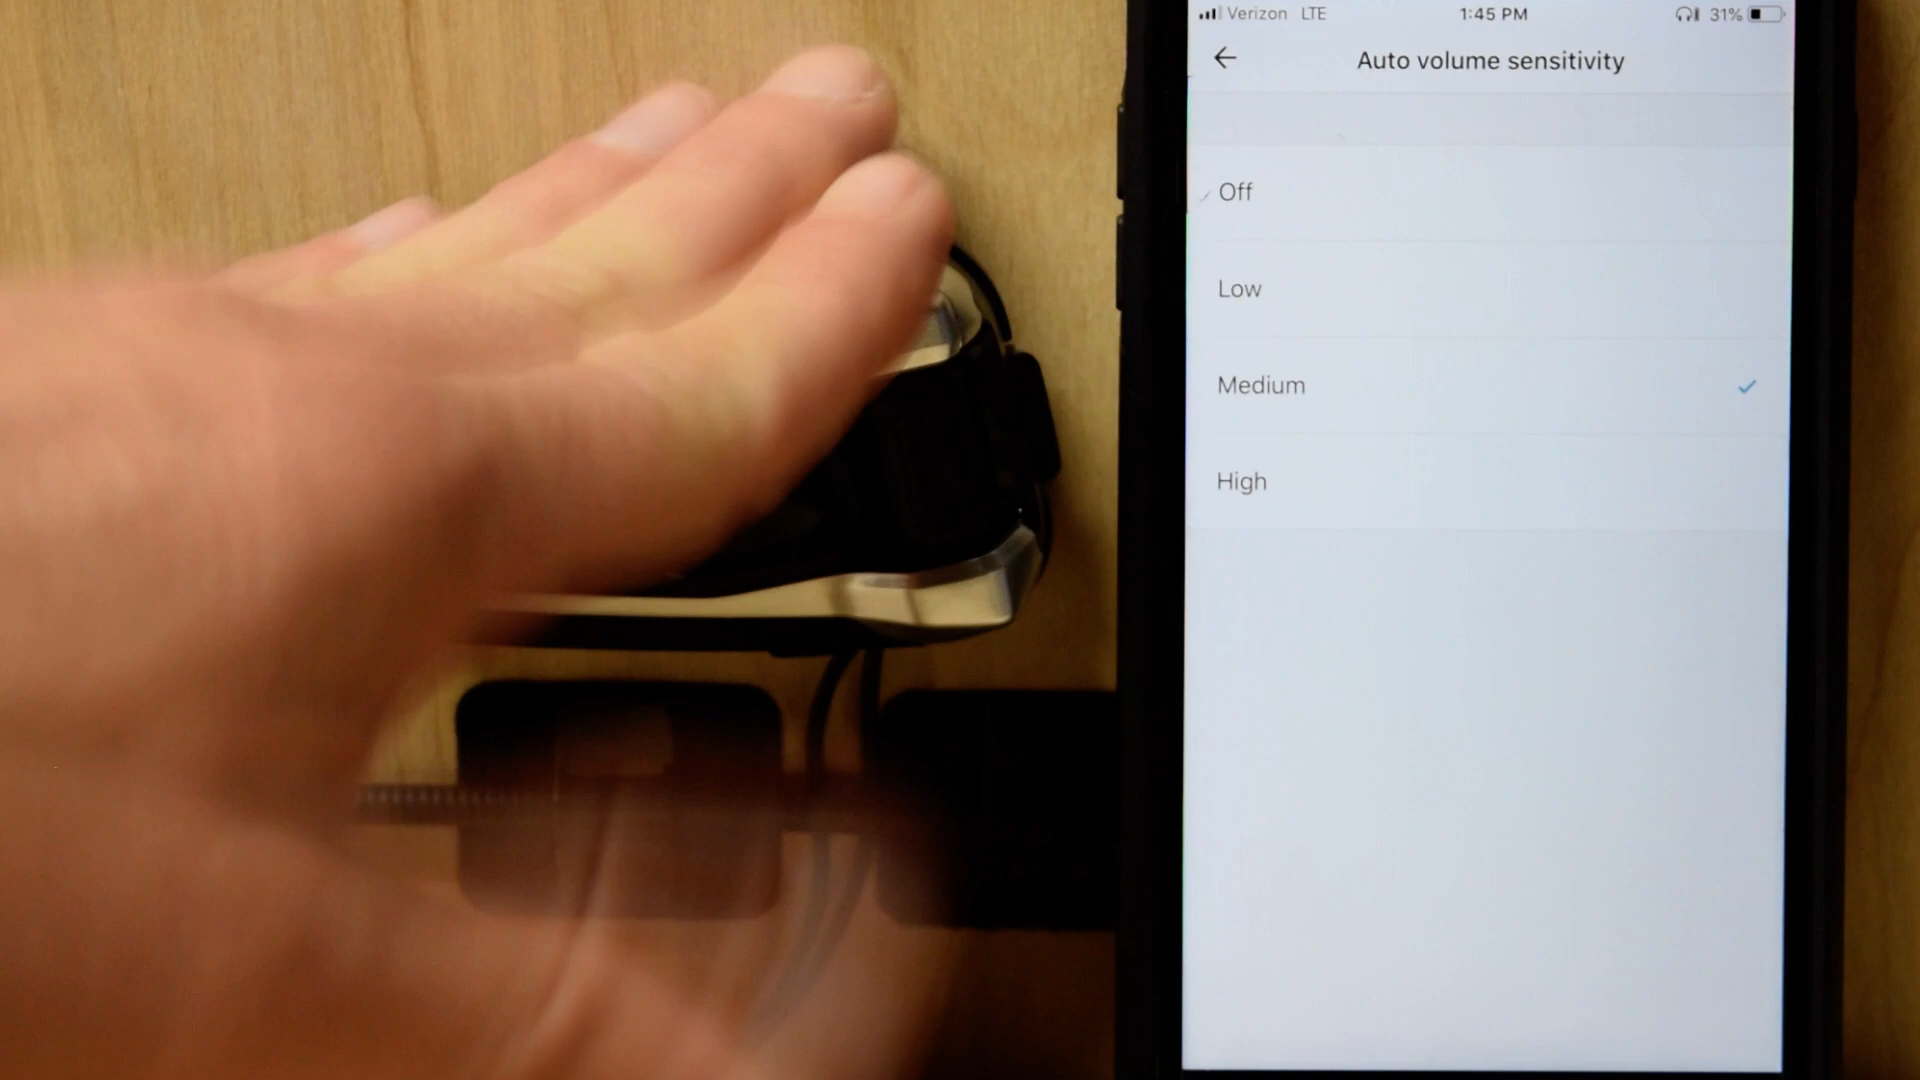 Verizon LTE 1:45 PM 31%
Auto volume sensitivity
Off
Low
Medium
High